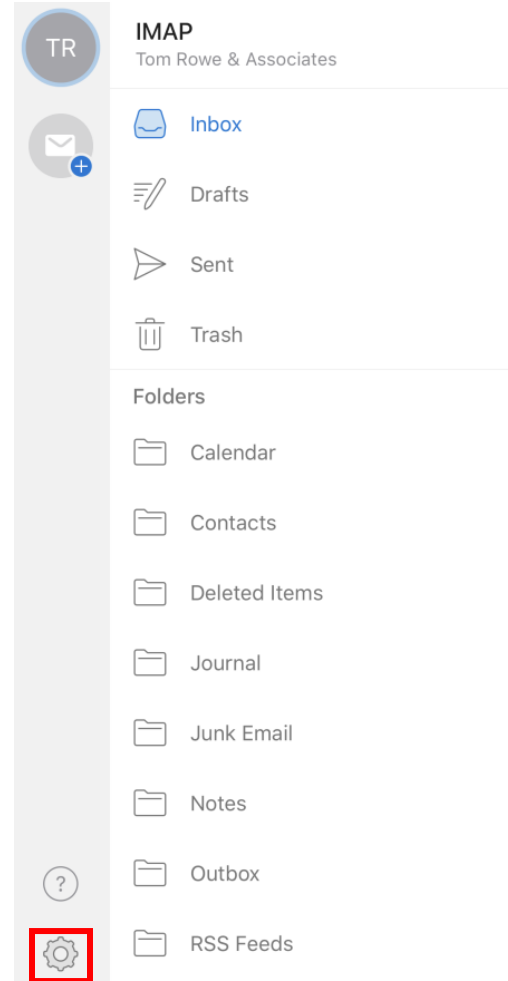 TR
IMAP
Tom Rowe & Associates
Inbox
Drafts
Sent
Trash
Folders
Calendar
Contacts
Deleted Items
Journal
Junk Email
Notes
Outbox
?
RSS Feeds